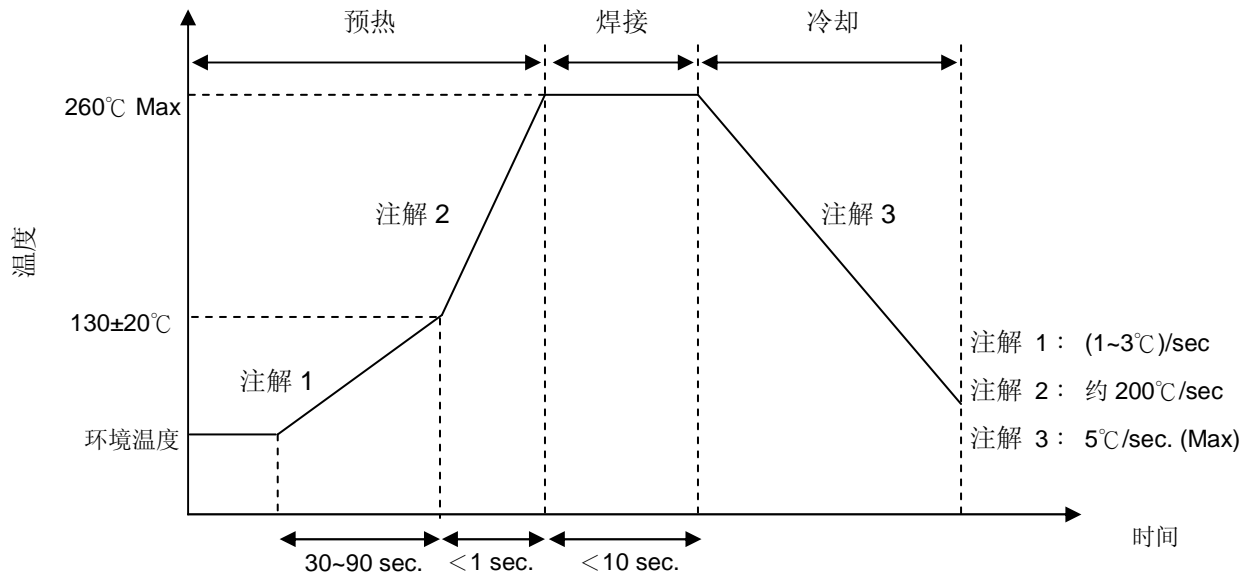 预热
焊接
冷却
260℃ Max
注解 2
注解 3
温度
130±20℃
注解 1
注解 1： (1~3℃)/sec
注解 2： 约 200℃/sec
环境温度
注解 3： 5℃/sec. (Max)
时间
30~90 sec.
＜1 sec.
＜10 sec.